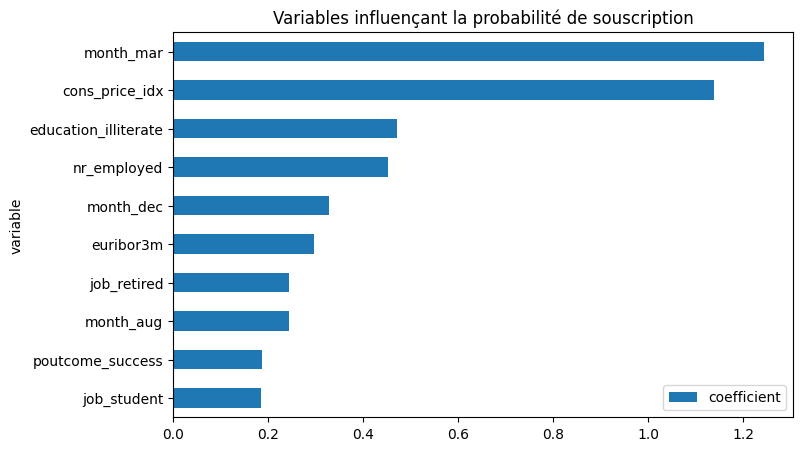 Variables influençant la probabilité de souscription
month_mar
cons_price_idx
education_illiterate
nr_employed
month_dec
euribor3m
job_retired
month_aug
poutcome_success
job_student
variable
coefficient
0.0 0.2 0.4 0.6 0.8 1.0 1.2